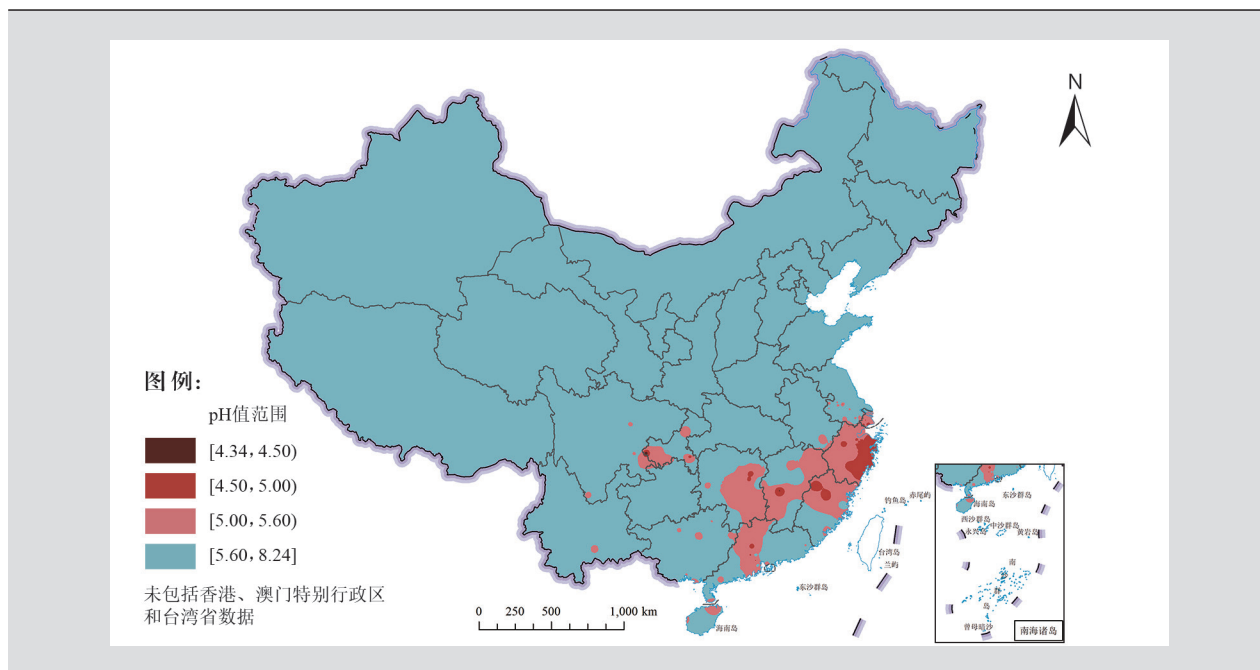 N
图例：
pH值范围
[4.34，4.50)
[4.50，5.00)
[5.00，5.60)
[5.60，8.24]
未包括香港、澳门特别行政区
和台湾省数据
0 250 500 1,000 km
海南岛
钓鱼岛 赤尾屿
台湾岛
兰屿
东沙群岛
东沙群岛
海南岛
西沙群岛
中沙群岛
永兴岛
黄岩岛
南
沙
群
岛
曾母暗沙
南海诸岛